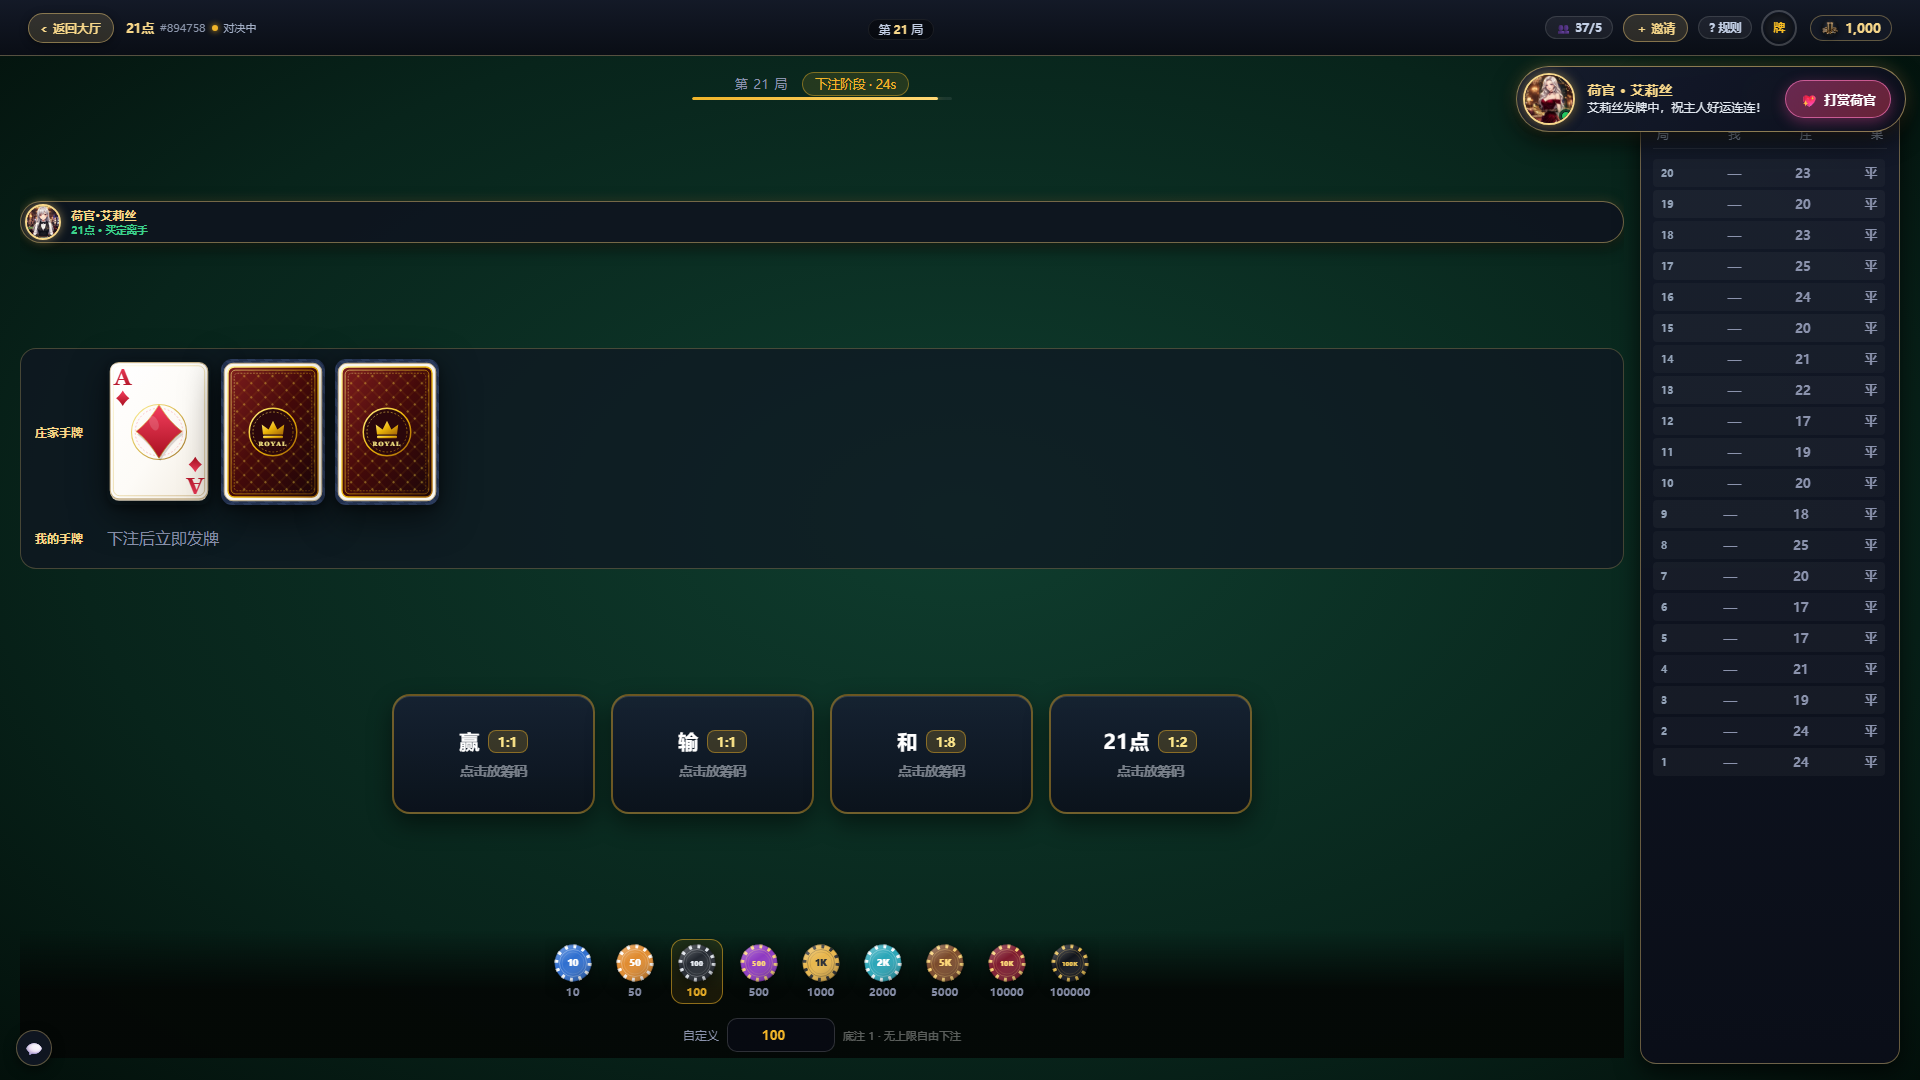 ‹ 返回大厅 21点 #894758 对决中
第 21 局
37/5 + 邀请 ? 规则 牌 1,000
第 21 局 下注阶段 · 24s
荷官 • 艾莉丝
艾莉丝发牌中，祝主人好运连连！
打赏荷官
局 我 庄 果
荷官•艾莉丝
21点 • 买定离手
庄家手牌
A
A
ROYAL
ROYAL
我的手牌 下注后立即发牌
20 — 23 平
19 — 20 平
18 — 23 平
17 — 25 平
16 — 24 平
15 — 20 平
14 — 21 平
13 — 22 平
12 — 17 平
11 — 19 平
10 — 20 平
9 — 18 平
8 — 25 平
7 — 20 平
6 — 17 平
5 — 17 平
4 — 21 平
3 — 19 平
2 — 24 平
1 — 24 平
赢 1:1
点击放筹码
输 1:1
点击放筹码
和 1:8
点击放筹码
21点 1:2
点击放筹码
10 50 100 500 1K 2K 5K 10K 100K
10 50 100 500 1000 2000 5000 10000 100000
自定义 100 底注 1 · 无上限自由下注